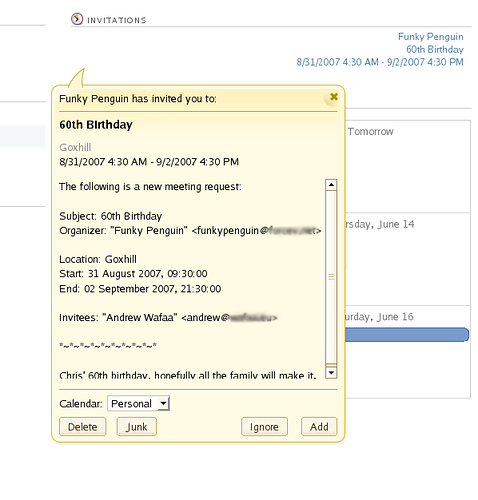 INVITATIONS
Funky Penguin
60th Birthday
8/31/2007 4:30 AM - 9/2/2007 4:30 PM
Funky Penguin has invited you to:
60th Birthday
Goxhill
8/31/2007 4:30 AM - 9/2/2007 4:30 PM
The following is a new meeting request:
Subject: 60th Birthday
Organizer: "Funky Penguin" <funkypenguin@
Location: Goxhill
Start: 31 August 2007, 09:30:00
End: 02 September 2007, 21:30:00
Invitees: "Andrew Wafaa" <andrew@
*~*~*~*~*~*~*~*~*~*
Chris' 60th birthday, hopefully all the family will make it.
Calendar: Personal
Delete Junk Ignore Add
Tomorrow
rsday, June 14
urday, June 16